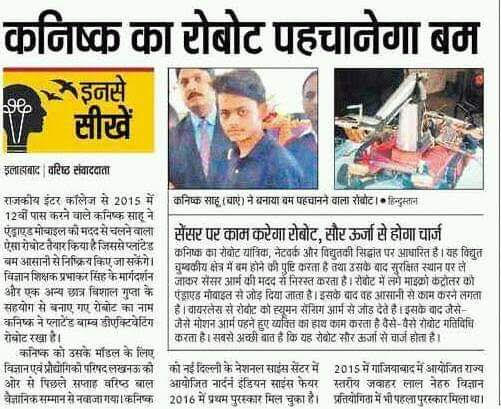 कनिष्क का रोबोट पहचानेगा बम
इनसे
सीखें
इलाहाबाद | वरिष्ठ संवाददाता
राजकीय इंटर कॉलेज से 2015 में
12वीं पास करने वाले कनिष्क साहू ने
एंड्राएड मोबाइल की मदद से चलने वाला
ऐसा रोबोट तैयार किया है जिससे प्लांटेड
बम आसानी से निष्क्रिय किए जा सकेंगे।
विज्ञान शिक्षक प्रभाकर सिंह के मार्गदर्शन
और एक अन्य छात्र विशाल गुप्ता के
सहयोग से बनाए गए रोबोट का नाम
कनिष्क ने प्लांटेड बाम्ब डीएक्टिवेटिंग
रोबोट रखा है।
कनिष्क को उसके मॉडल के लिए
विज्ञान एवं प्रौद्योगिकी परिषद लखनऊ की
ओर से पिछले सप्ताह वरिष्ठ बाल
वैज्ञानिक सम्मान से नवाजा गया। कनिष्क
कनिष्क साहू (बाएं) ने बनाया बम पहचानने वाला रोबोट। ● हिन्दुस्तान
सेंसर पर काम करेगा रोबोट, सौर ऊर्जा से होगा चार्ज
कनिष्क का रोबोट यांत्रिक, नेटवर्क और विद्युतकी सिद्धांत पर आधारित है। यह विद्युत
चुम्बकीय क्षेत्र में बम होने की पुष्टि करता है तथा उसके बाद सुरक्षित स्थान पर ले
जाकर सेंसर आर्म की मदद से निरस्त करता है। रोबोट में लगे माइक्रो कंट्रोलर को
एंड्राएड मोबाइल से जोड़ दिया जाता है। इसके बाद वह आसानी से काम करने लगता
है। वायरलेस से रोबोट को ह्यूमन सेंसिंग आर्म से जोड़ देते हैं। इसके बाद जैसे-
जैसे मोशन आर्म पहने हुए व्यक्ति का हाथ काम करता है वैसे-वैसे रोबोट गतिविधि
करता है। सबसे अच्छी बात है कि यह रोबोट सौर ऊर्जा से चार्ज होता है।
को नई दिल्ली के नेशनल साइंस सेंटर में
आयोजित नार्दर्न इंडियन साइंस फेयर
2016 में प्रथम पुरस्कार मिल चुका है।
2015 में गाजियाबाद में आयोजित राज्य
स्तरीय जवाहर लाल नेहरु विज्ञान
प्रतियोगिता में भी पहला पुरस्कार मिला था।